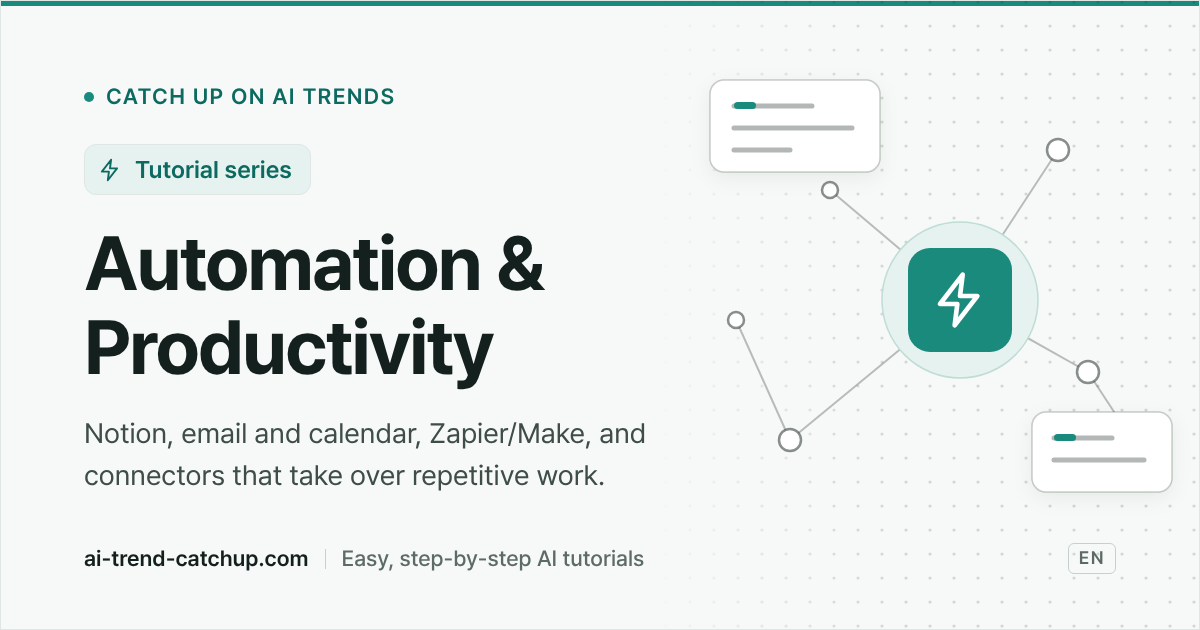 CATCH UP ON AI TRENDS
Tutorial series
Automation &
Productivity
Notion, email and calendar, Zapier/Make, and
connectors that take over repetitive work.
ai-trend-catchup.com
Easy, step-by-step AI tutorials
EN